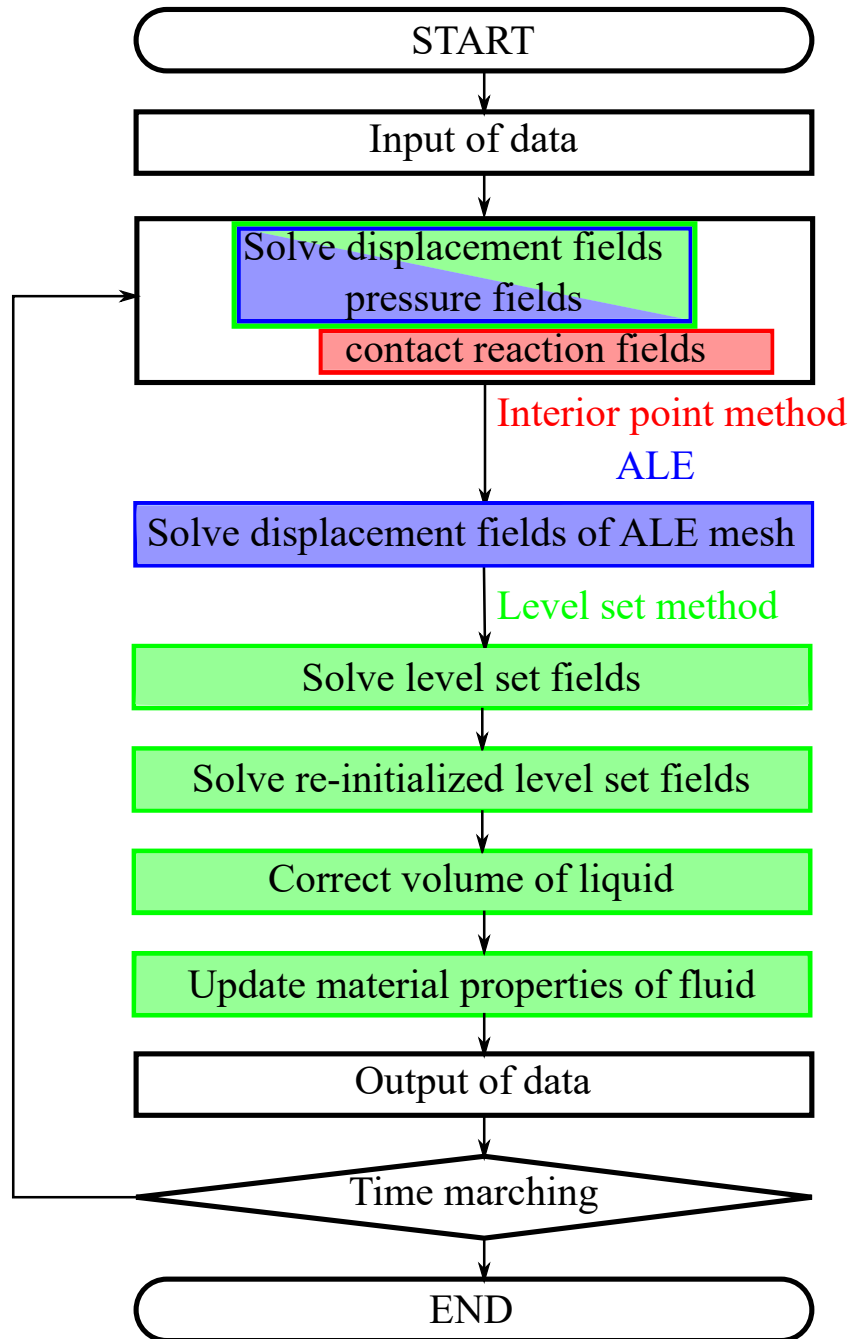 START
Input of data
Solve displacement fields
pressure fields
contact reaction fields
Interior point method
ALE
Solve displacement fields of ALE mesh
Level set method
Solve level set fields
Solve re-initialized level set fields
Correct volume of liquid
Update material properties of fluid
Output of data
Time marching
END